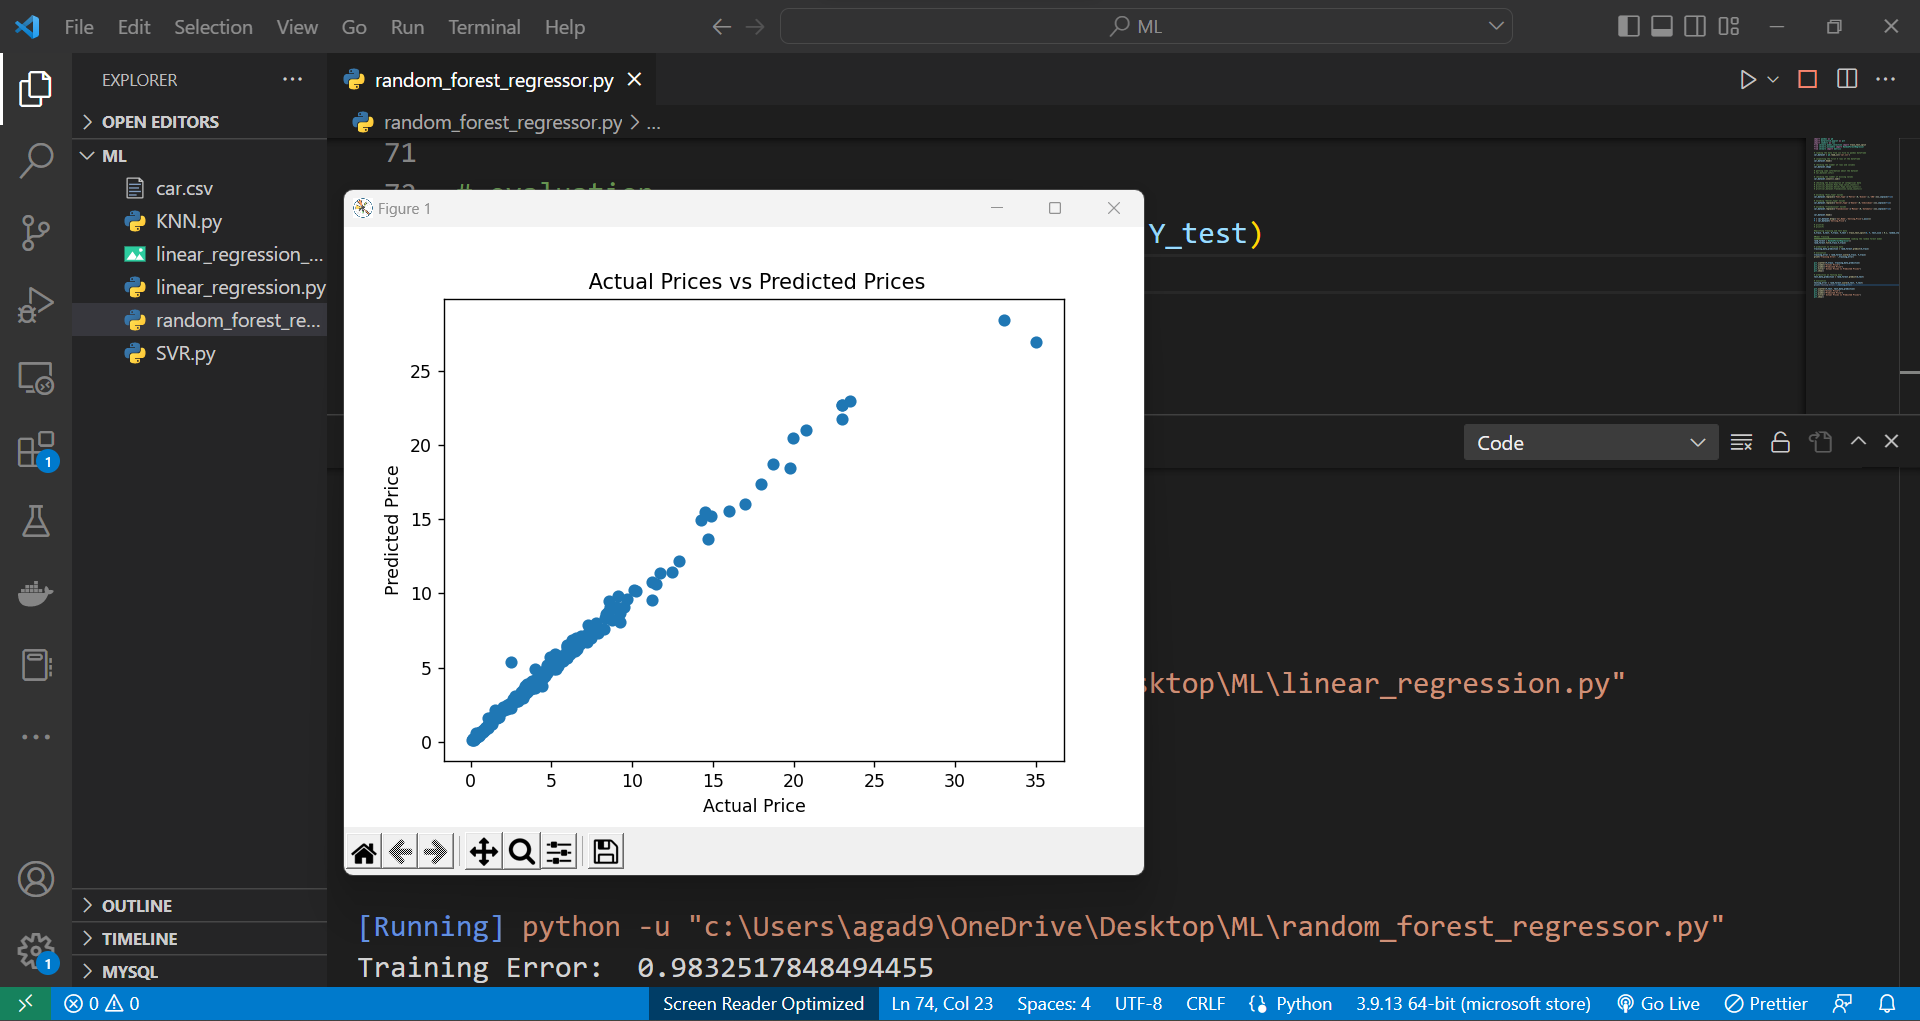 File Edit Selection View Go Run Terminal Help
ML
EXPLORER
OPEN EDITORS
ML
car.csv
KNN.py
linear_regression_...
linear_regression.py
random_forest_re...
SVR.py
OUTLINE
TIMELINE
MYSQL
1
1
random_forest_regressor.py
random_forest_regressor.py > ...
71
72 # evaluation
Y_test)
Code
Figure 1
Actual Prices vs Predicted Prices
Predicted Price
25
20
15
10
5
0
0 5 10 15 20 25 30 35
Actual Price
sktop\ML\linear_regression.py"
[Running] python -u "c:\Users\agad9\OneDrive\Desktop\ML\random_forest_regressor.py"
Training Error: 0.9832517848494455
0 0 Screen Reader Optimized Ln 74, Col 23 Spaces: 4 UTF-8 CRLF Python 3.9.13 64-bit (microsoft store) Go Live Prettier